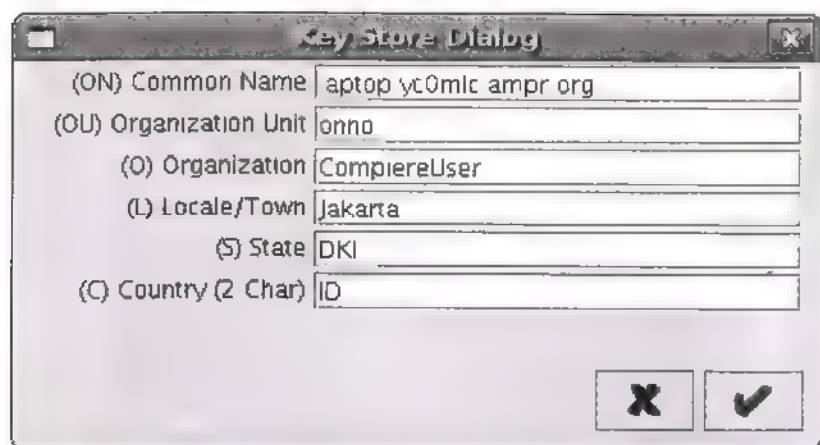 Key Store Dialog
(ON) Common Name aptop yc0mlc ampr org
(OU) Organization Unit onno
(O) Organization CompiereUser
(L) Locale/Town Jakarta
(S) State DKI
(C) Country (2 Char) ID